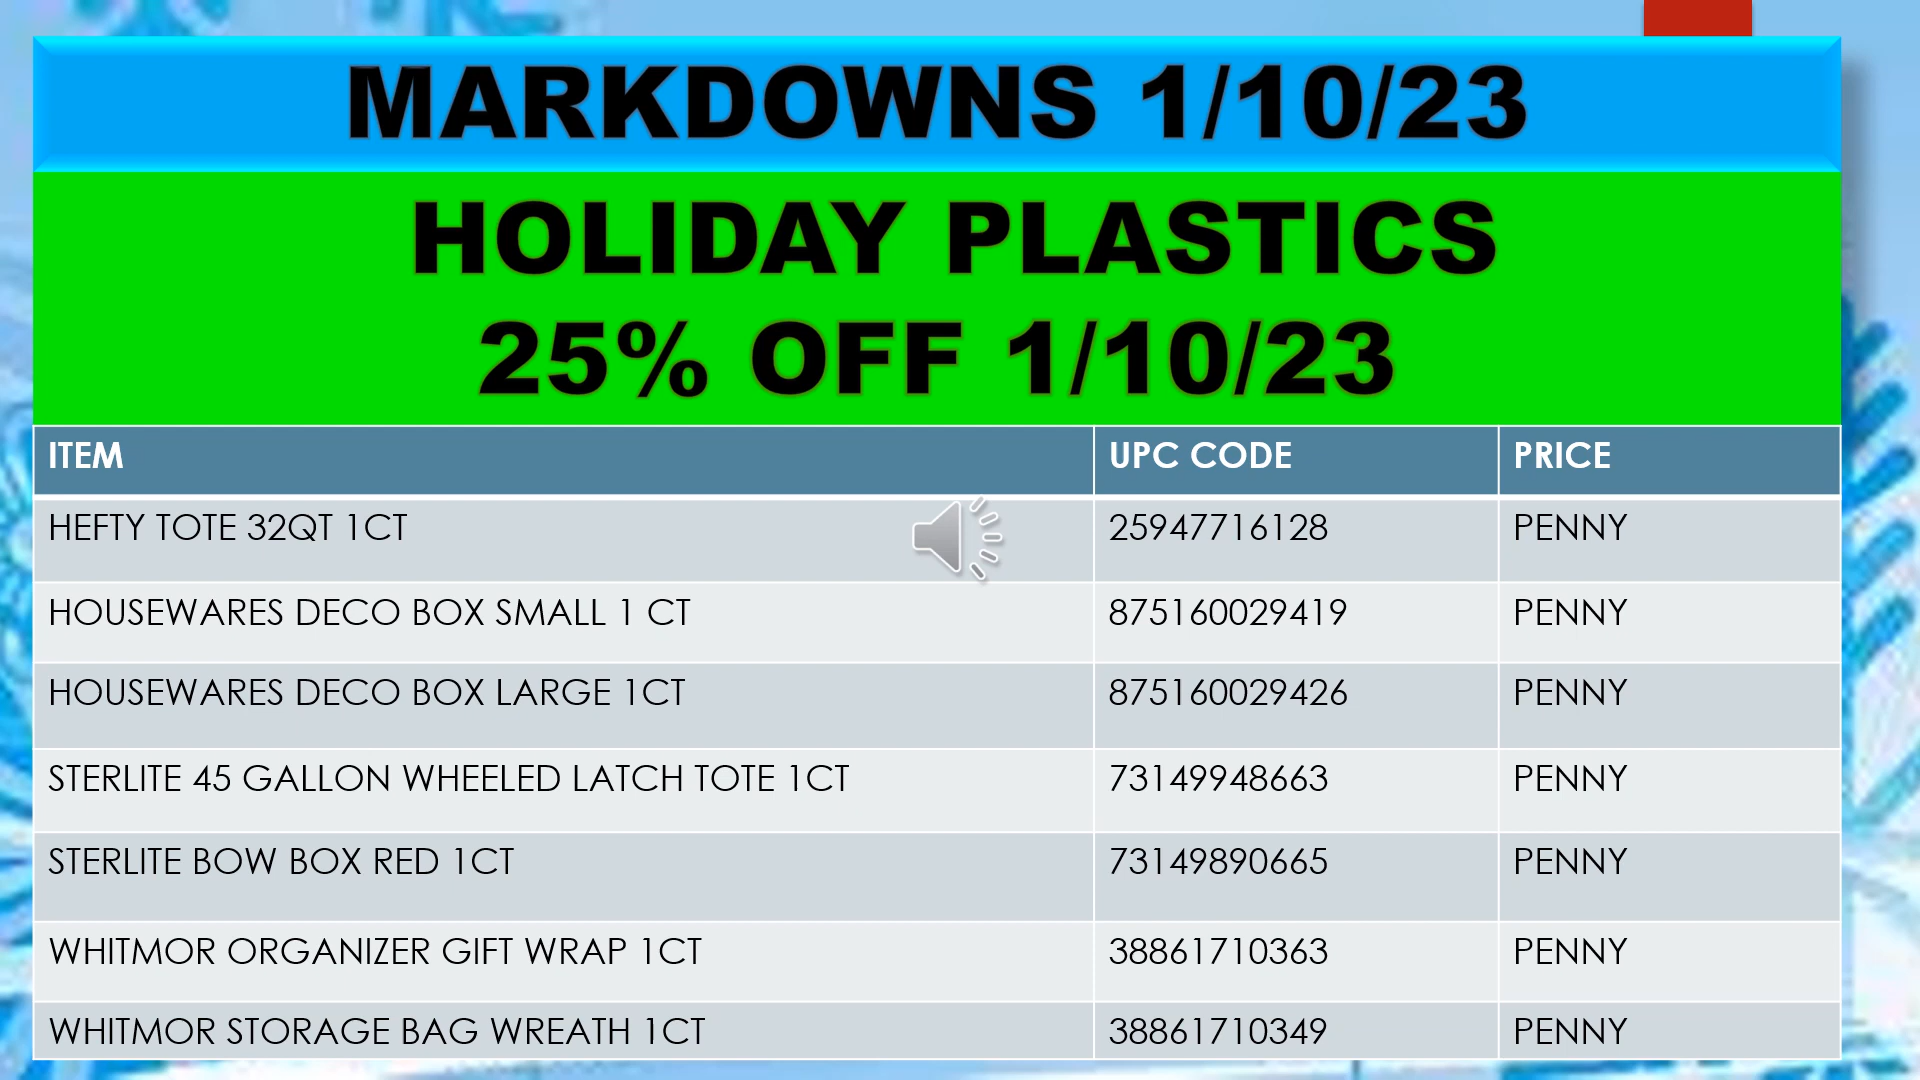 MARKDOWNS 1/10/23
HOLIDAY PLASTICS
25% OFF 1/10/23
ITEM UPC CODE PRICE
HEFTY TOTE 32QT 1CT 25947716128 PENNY
HOUSEWARES DECO BOX SMALL 1 CT 875160029419 PENNY
HOUSEWARES DECO BOX LARGE 1CT 875160029426 PENNY
STERLITE 45 GALLON WHEELED LATCH TOTE 1CT 73149948663 PENNY
STERLITE BOW BOX RED 1CT 73149890665 PENNY
WHITMOR ORGANIZER GIFT WRAP 1CT 38861710363 PENNY
WHITMOR STORAGE BAG WREATH 1CT 38861710349 PENNY